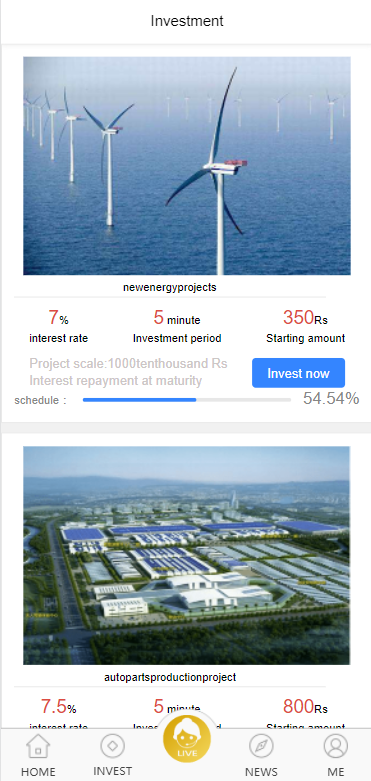 Investment
newenergyprojects
7% 5 minute 350Rs
interest rate Investment period Starting amount
Project scale:1000tenthousand Rs
Interest repayment at maturity
Invest now
schedule : 54.54%
autopartsproductionproject
7.5% 5 minute 800Rs
interest rate Starting amount
LIVE
HOME INVEST NEWS ME